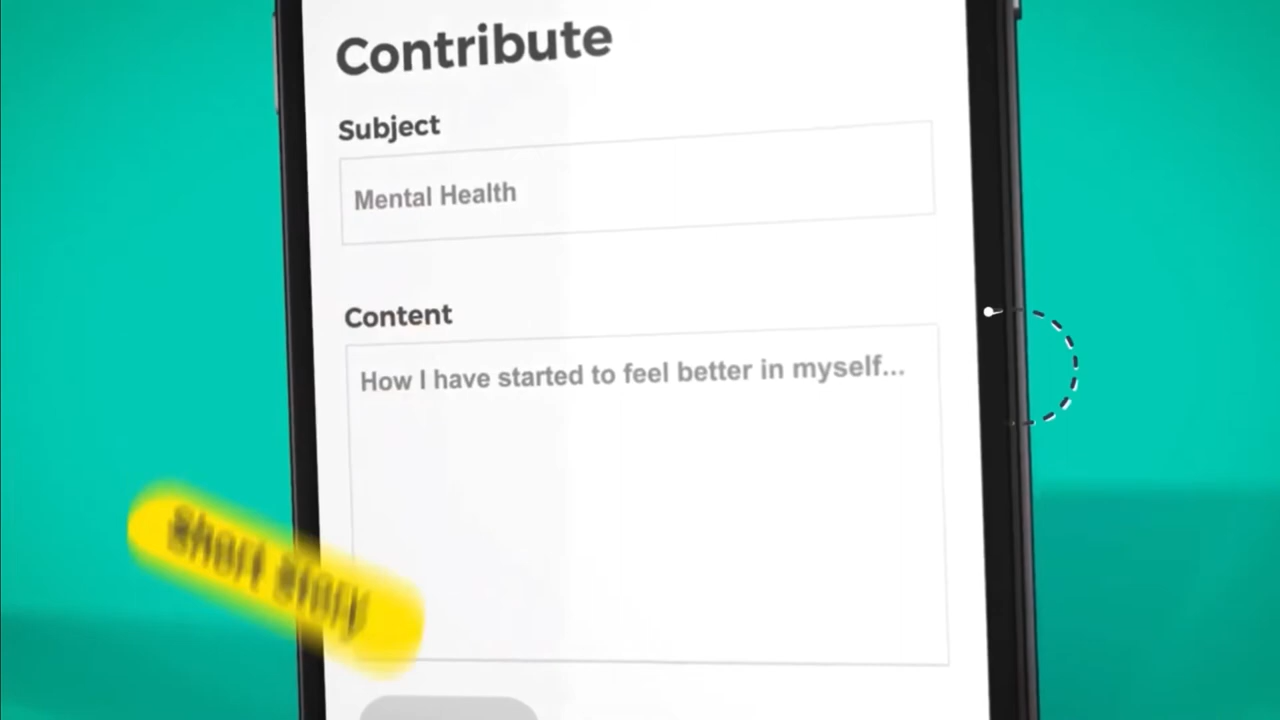 Contribute
Subject
Mental Health
Content
How I have started to feel better in myself...
Short Story